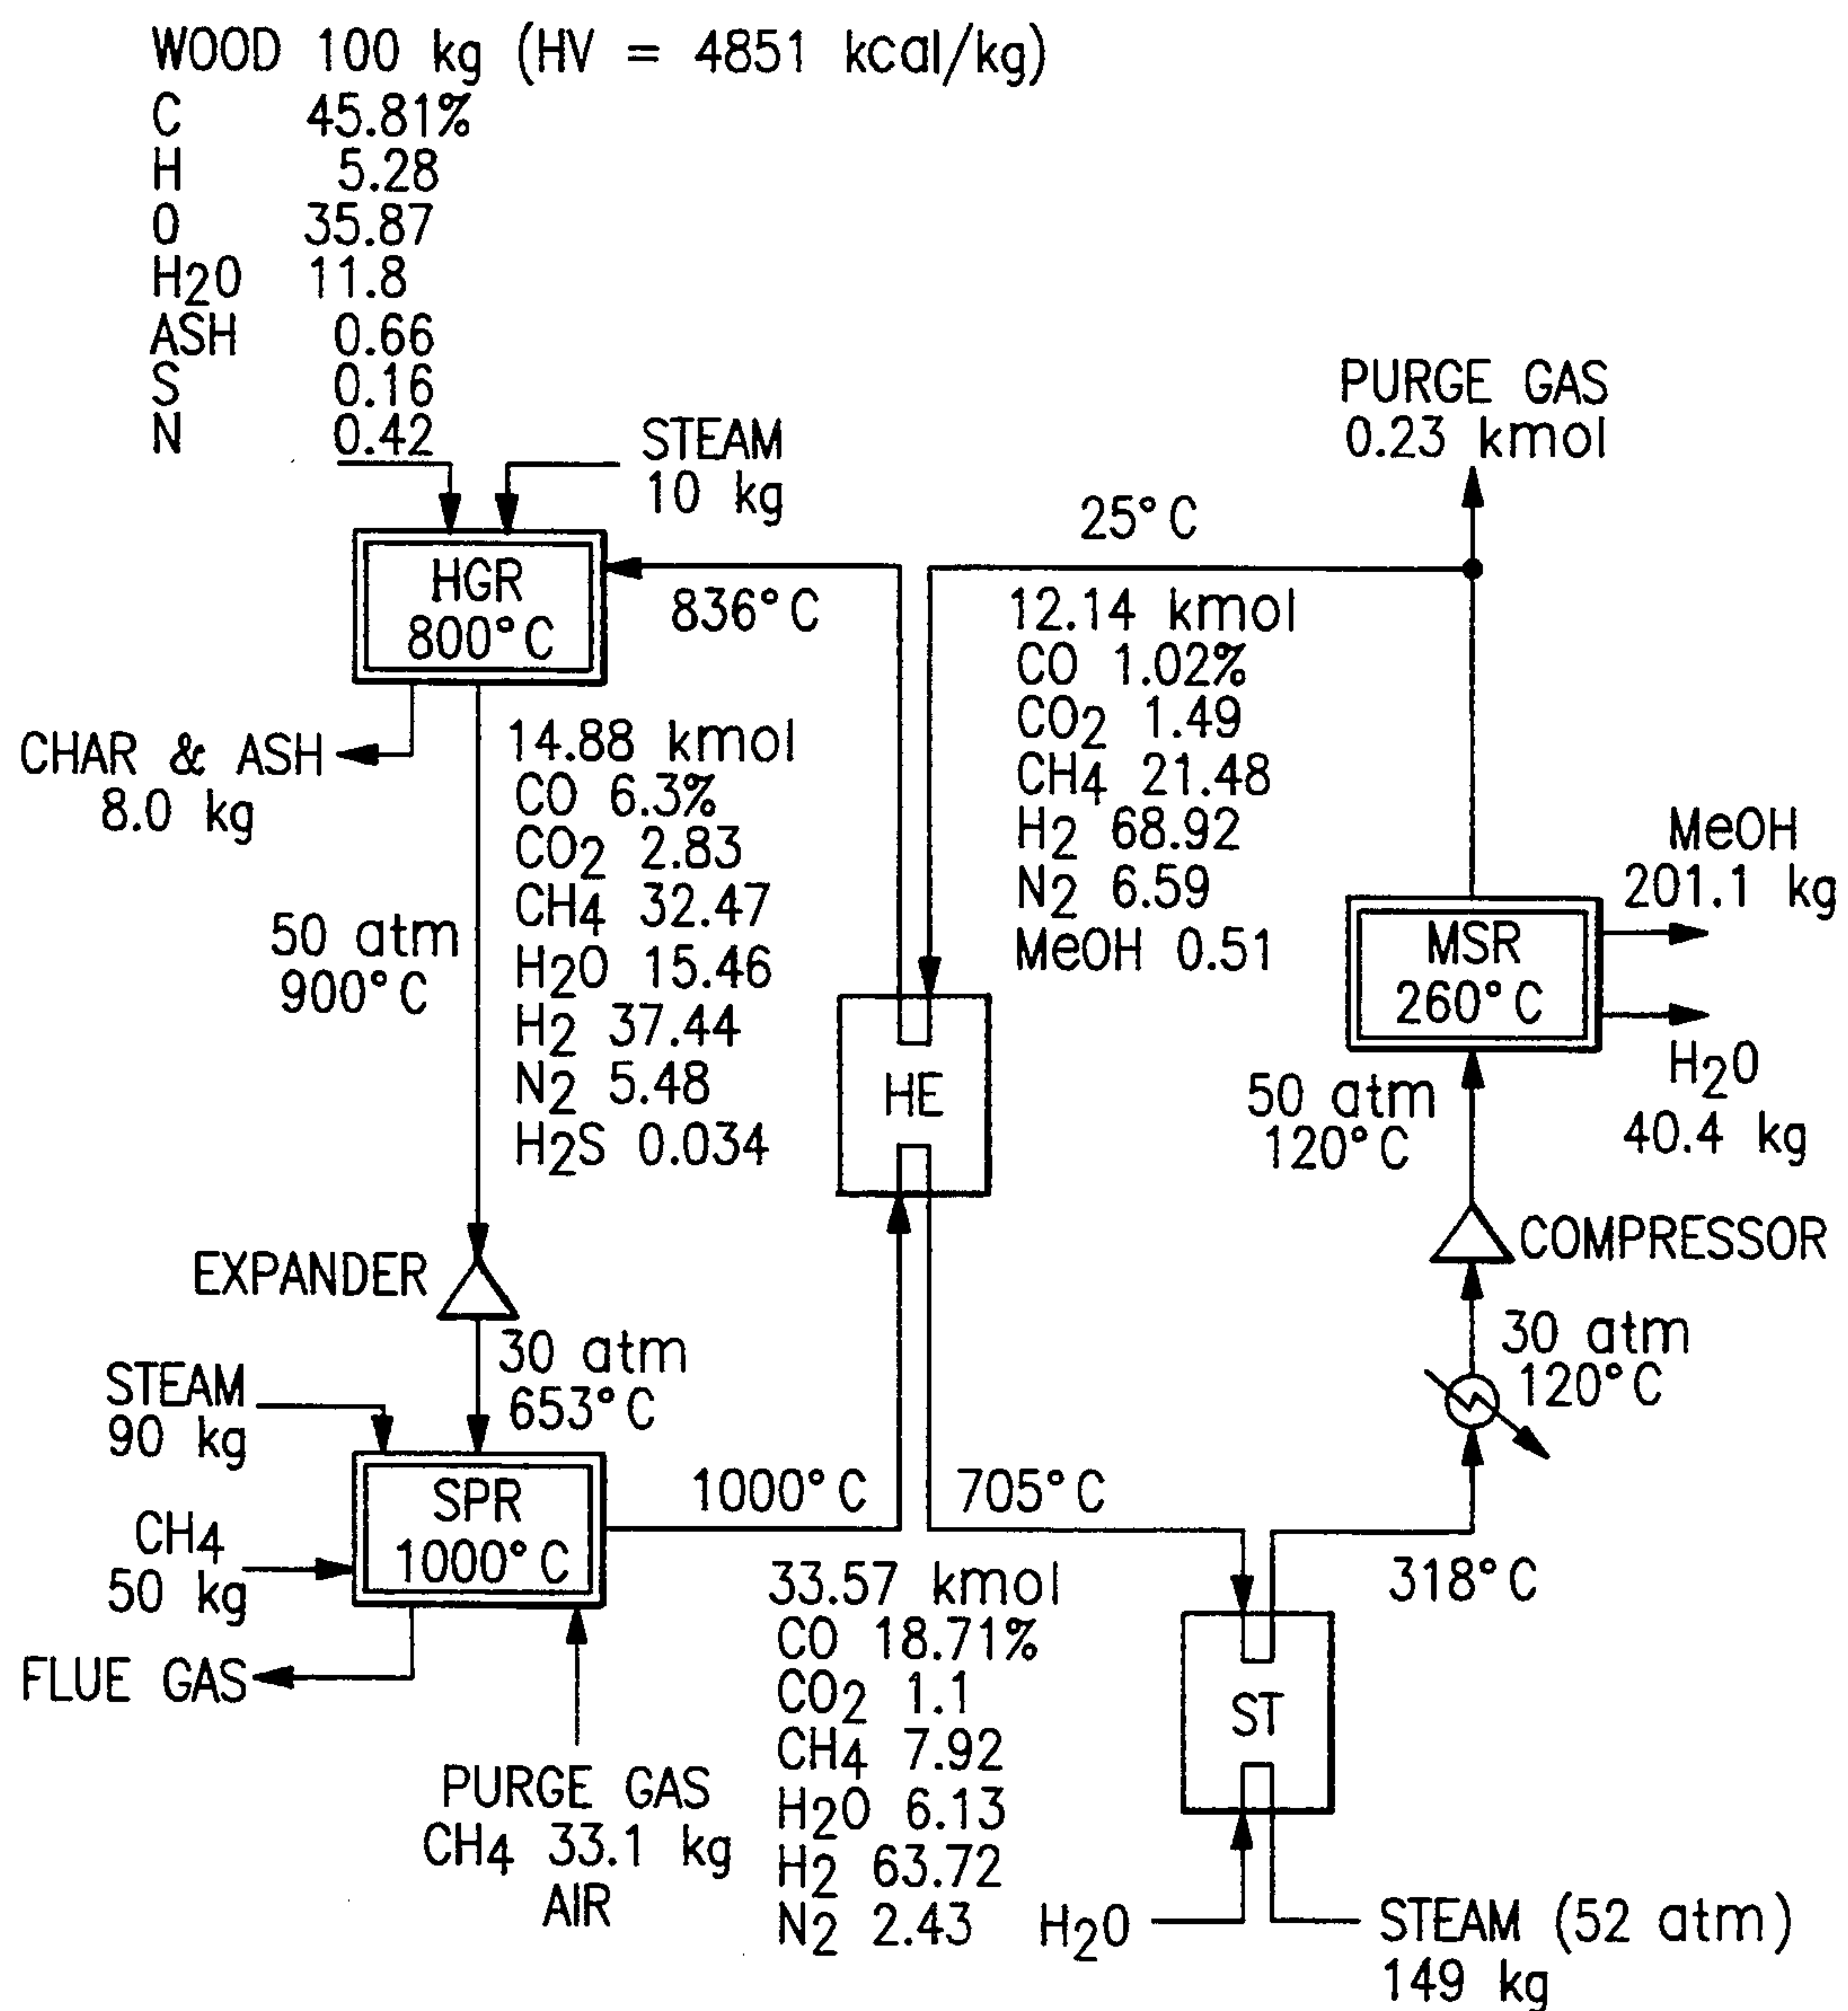 WOOD 100 kg (HV = 4851 kcal/kg)
C 45.81%
H 5.28
O 35.87
H2O 11.8
ASH 0.66
S 0.16
N 0.42
STEAM
10 kg
PURGE GAS
0.23 kmol
HGR
800°C
836°C
25°C
12.14 kmol
CO 1.02%
CO2 1.49
CH4 21.48
H2 68.92
N2 6.59
MeOH 0.51
CHAR & ASH
8.0 kg
14.88 kmol
CO 6.3%
CO2 2.83
CH4 32.47
H2O 15.46
H2 37.44
N2 5.48
H2S 0.034
50 atm
900°C
HE
MSR
260°C
MeOH
201.1 kg
H2O
40.4 kg
50 atm
120°C
COMPRESSOR
EXPANDER
30 atm
653°C
30 atm
120°C
STEAM
90 kg
SPR
1000°C
CH4
50 kg
FLUE GAS
PURGE GAS
CH4 33.1 kg
AIR
1000°C
705°C
318°C
33.57 kmol
CO 18.71%
CO2 1.1
CH4 7.92
H2O 6.13
H2 63.72
N2 2.43
ST
H2O
STEAM (52 atm)
149 kg